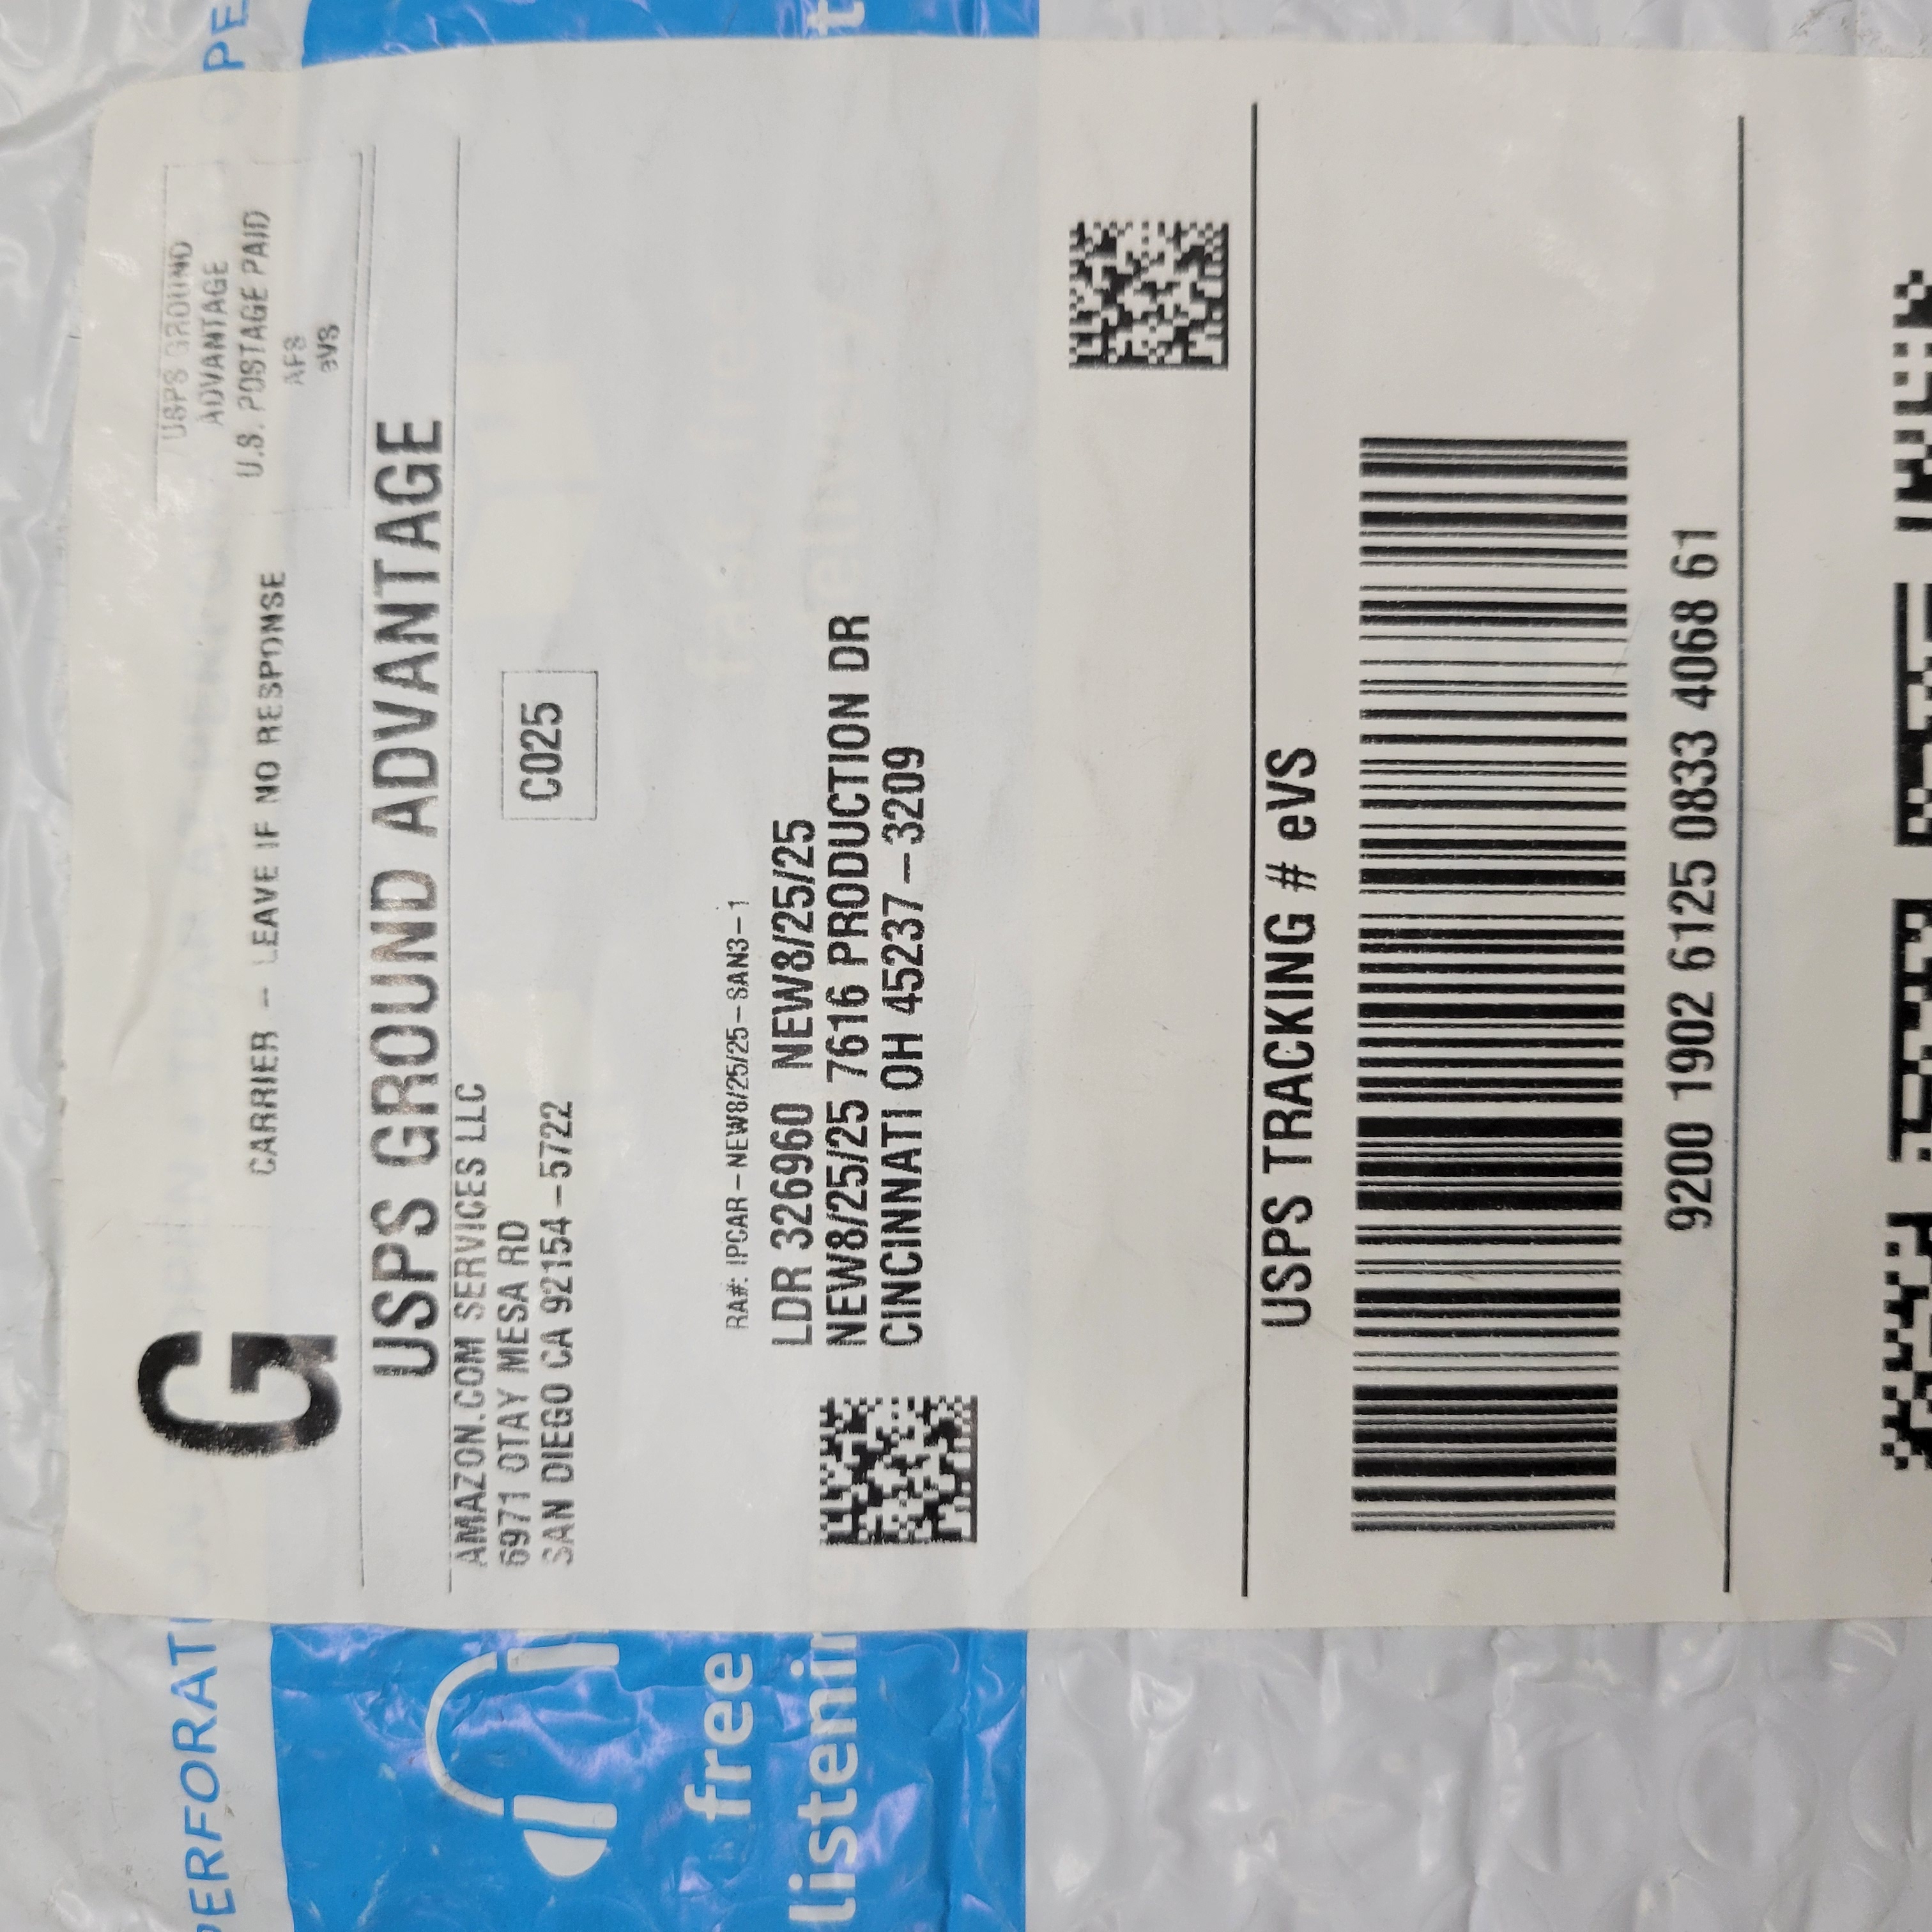 G
USPS GROUND
ADVANTAGE
U.S. POSTAGE PAID
AFS
eVS
CARRIER – LEAVE IF NO RESPONSE
USPS GROUND ADVANTAGE
AMAZON.COM SERVICES LLC
6971 OTAY MESA RD
SAN DIEGO CA 92154–5722
C025
RA#: IPCAR–NEW8/25/25–SAN3–1
LDR 326960 NEW8/25/25
NEW8/25/25 7616 PRODUCTION DR
CINCINNATI OH 45237–3209
USPS TRACKING # eVS
9200 1902 6125 0833 4068 61
PERFORAT
OPE
free
listenin
t